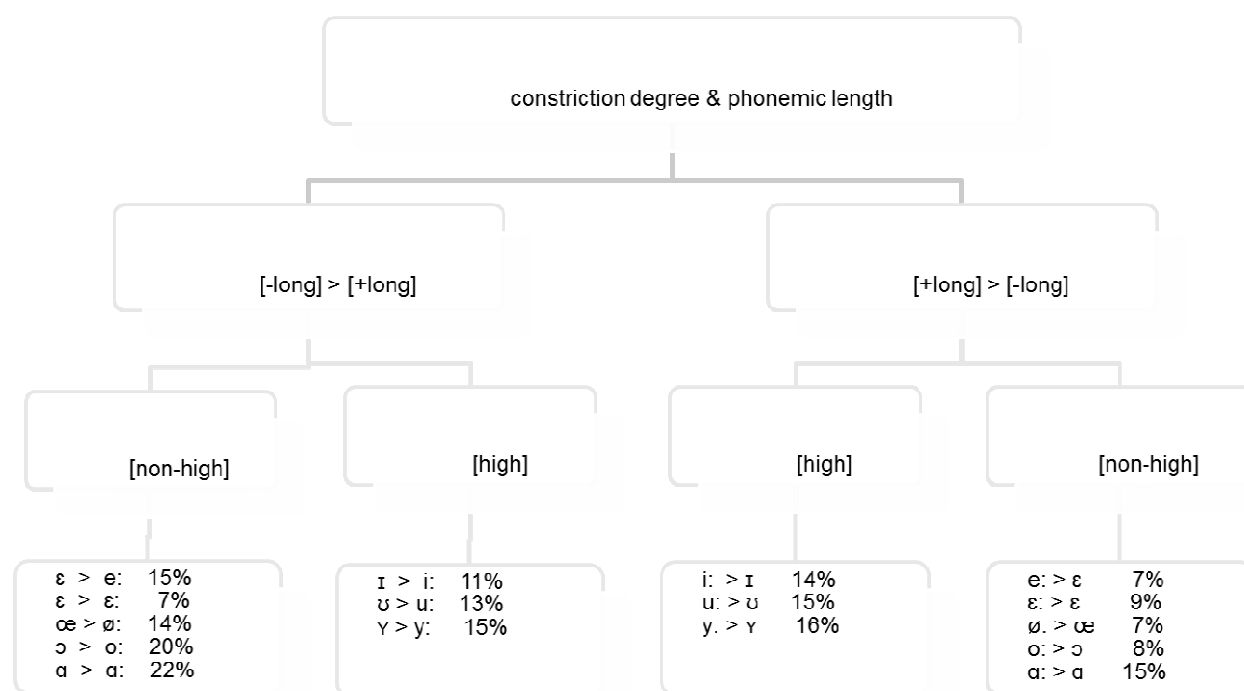 constriction degree & phonemic length
[-long] > [+long]
[+long] > [-long]
[non-high]
[high]
[high]
[non-high]
ɛ > e: 15%
ɛ > ɛ: 7%
œ > ø: 14%
ɔ > o: 20%
ɑ > ɑ: 22%
ɪ > i: 11%
ʊ > u: 13%
ʏ > y: 15%
i: > ɪ 14%
u: > ʊ 15%
y: > ʏ 16%
e: > ɛ 7%
ɛ: > ɛ 9%
ø: > œ 7%
o: > ɔ 8%
ɑ: > ɑ 15%